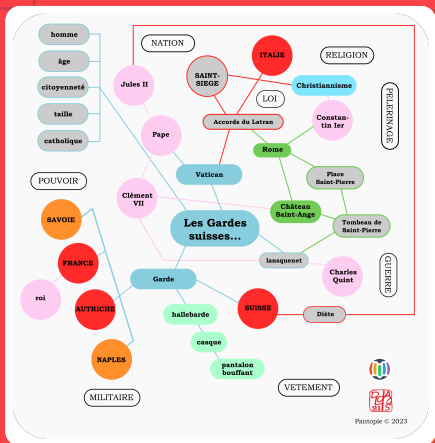 homme
NATION
ITALIE
RELIGION
âge
SAINT-
SIEGE
Jules II
Christiannisme
citoyenneté
LOI
PELERINAGE
taille
Accords du Latran
Constan-
tin Ier
catholique
Pape
Rome
POUVOIR
Vatican
Place
Saint-Pierre
Clément
VII
Château
Saint-Ange
SAVOIE
Les Gardes
suisses...
Tombeau de
Saint-Pierre
FRANCE
lansquenet
GUERRE
Garde
Charles
Quint
roi
AUTRICHE
hallebarde
SUISSE
Diète
casque
NAPLES
pantalon
bouffant
VETEMENT
MILITAIRE
Pantopie © 2023